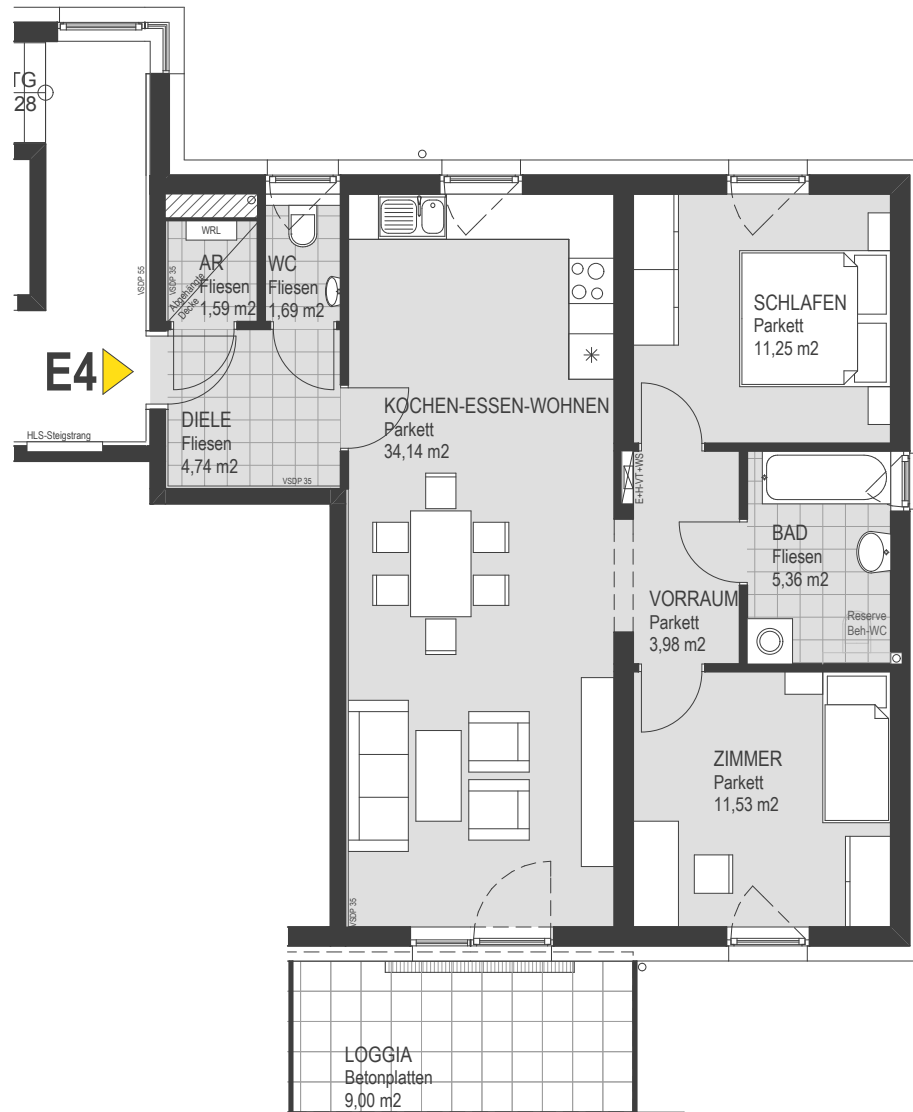 TG
28
WRL
AR
Fliesen
1,59 m2
Abgehängte
Decke
VSDP 55
VSDP 35
WC
Fliesen
1,69 m2
E4
DIELE
Fliesen
4,74 m2
HLS-Steigstrang
VSDP 35
KOCHEN-ESSEN-WOHNEN
Parkett
34,14 m2
SCHLAFEN
Parkett
11,25 m2
E+H-VT+WS
BAD
Fliesen
5,36 m2
Reserve
Beh-WC
VORRAUM
Parkett
3,98 m2
ZIMMER
Parkett
11,53 m2
VSDP 35
LOGGIA
Betonplatten
9,00 m2